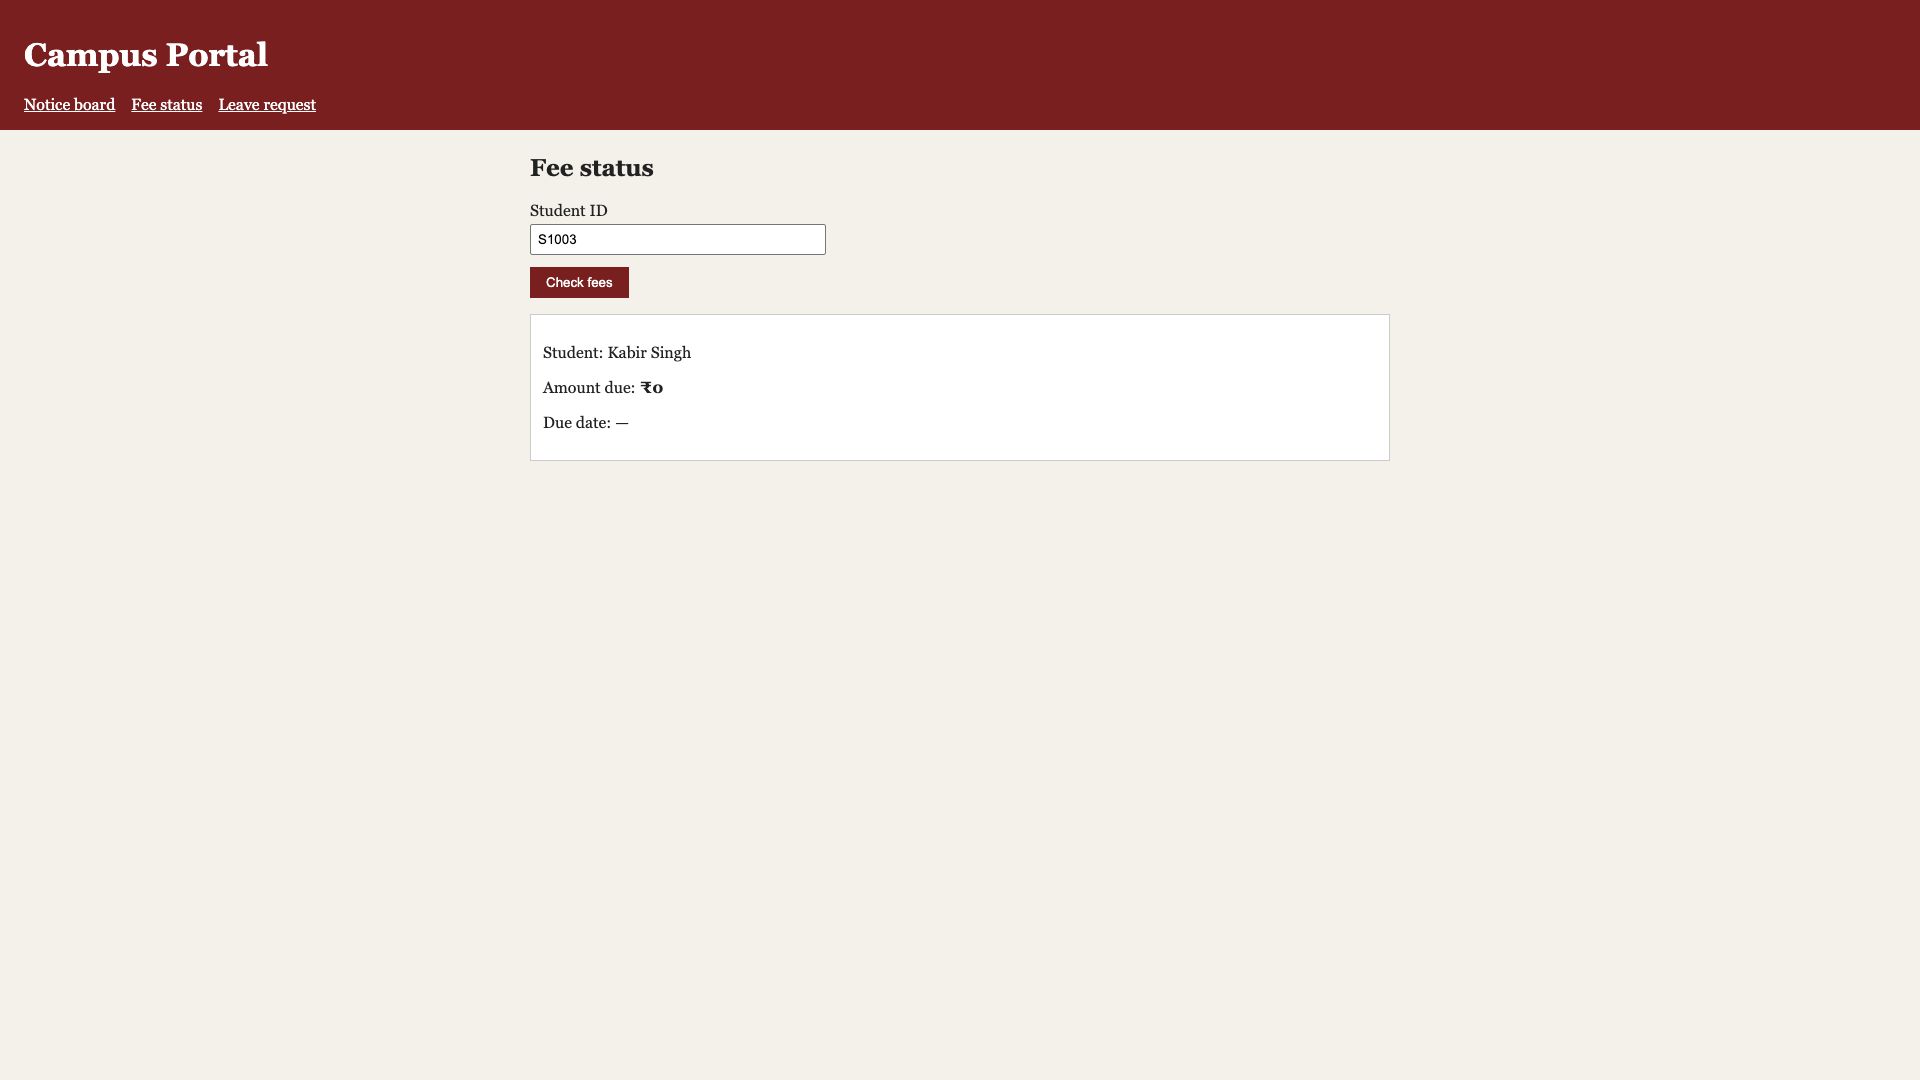 Campus Portal
Notice board Fee status Leave request
Fee status
Student ID
S1003
Check fees
Student: Kabir Singh
Amount due: ₹0
Due date: —